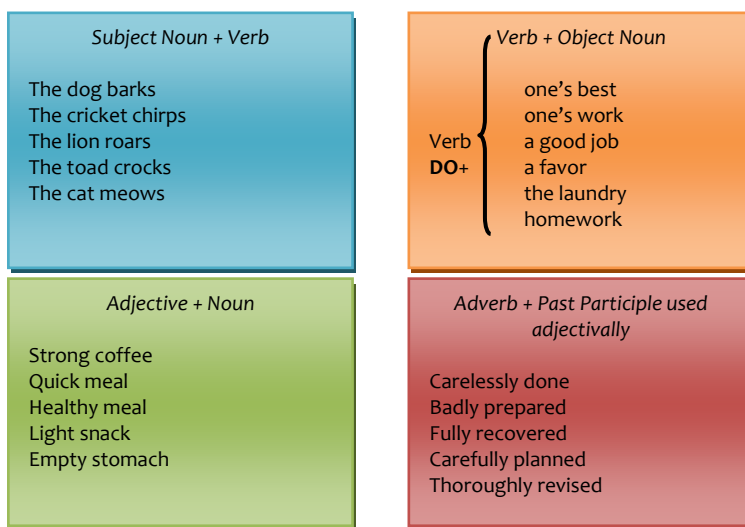 Subject Noun + Verb
The dog barks
The cricket chirps
The lion roars
The toad crocks
The cat meows
Verb + Object Noun
Verb
DO+
one's best
one's work
a good job
a favor
the laundry
homework
Adjective + Noun
Strong coffee
Quick meal
Healthy meal
Light snack
Empty stomach
Adverb + Past Participle used
adjectivally
Carelessly done
Badly prepared
Fully recovered
Carefully planned
Thoroughly revised